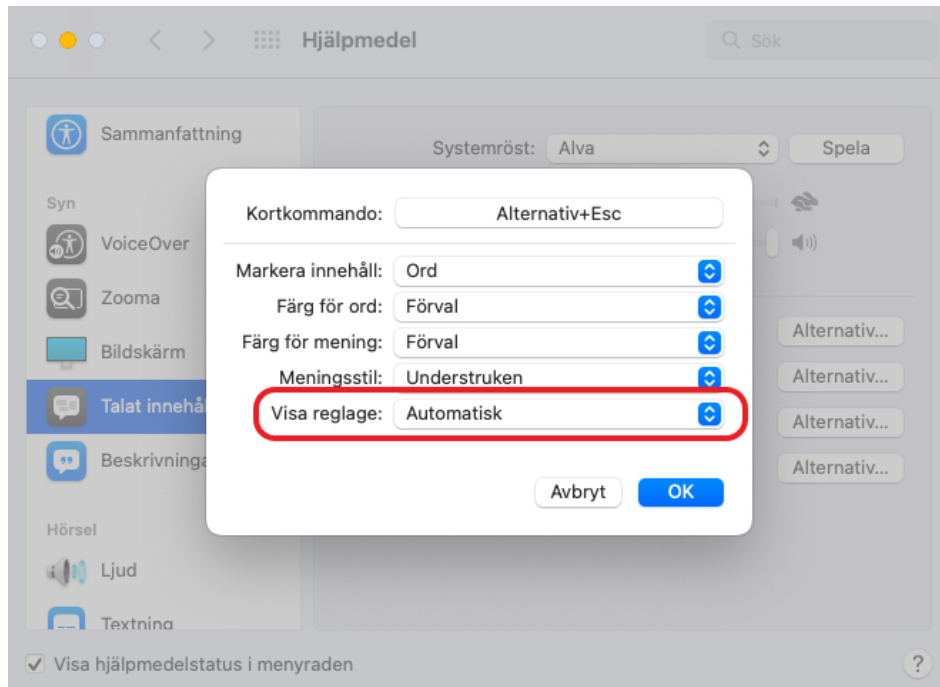 Hjälpmedel
Sök
Sammanfattning
Syn
VoiceOver
Zooma
Bildskärm
Talat innehål
Beskrivninga
Hörsel
Ljud
Textning
Systemröst: Alva Spela
Kortkommando: Alternativ+Esc
Markera innehåll: Ord
Färg för ord: Förval
Färg för mening: Förval
Meningsstil: Understruken
Visa reglage: Automatisk
Avbryt OK
Alternativ...
Alternativ...
Alternativ...
Alternativ...
Visa hjälpmedelstatus i menyraden
?